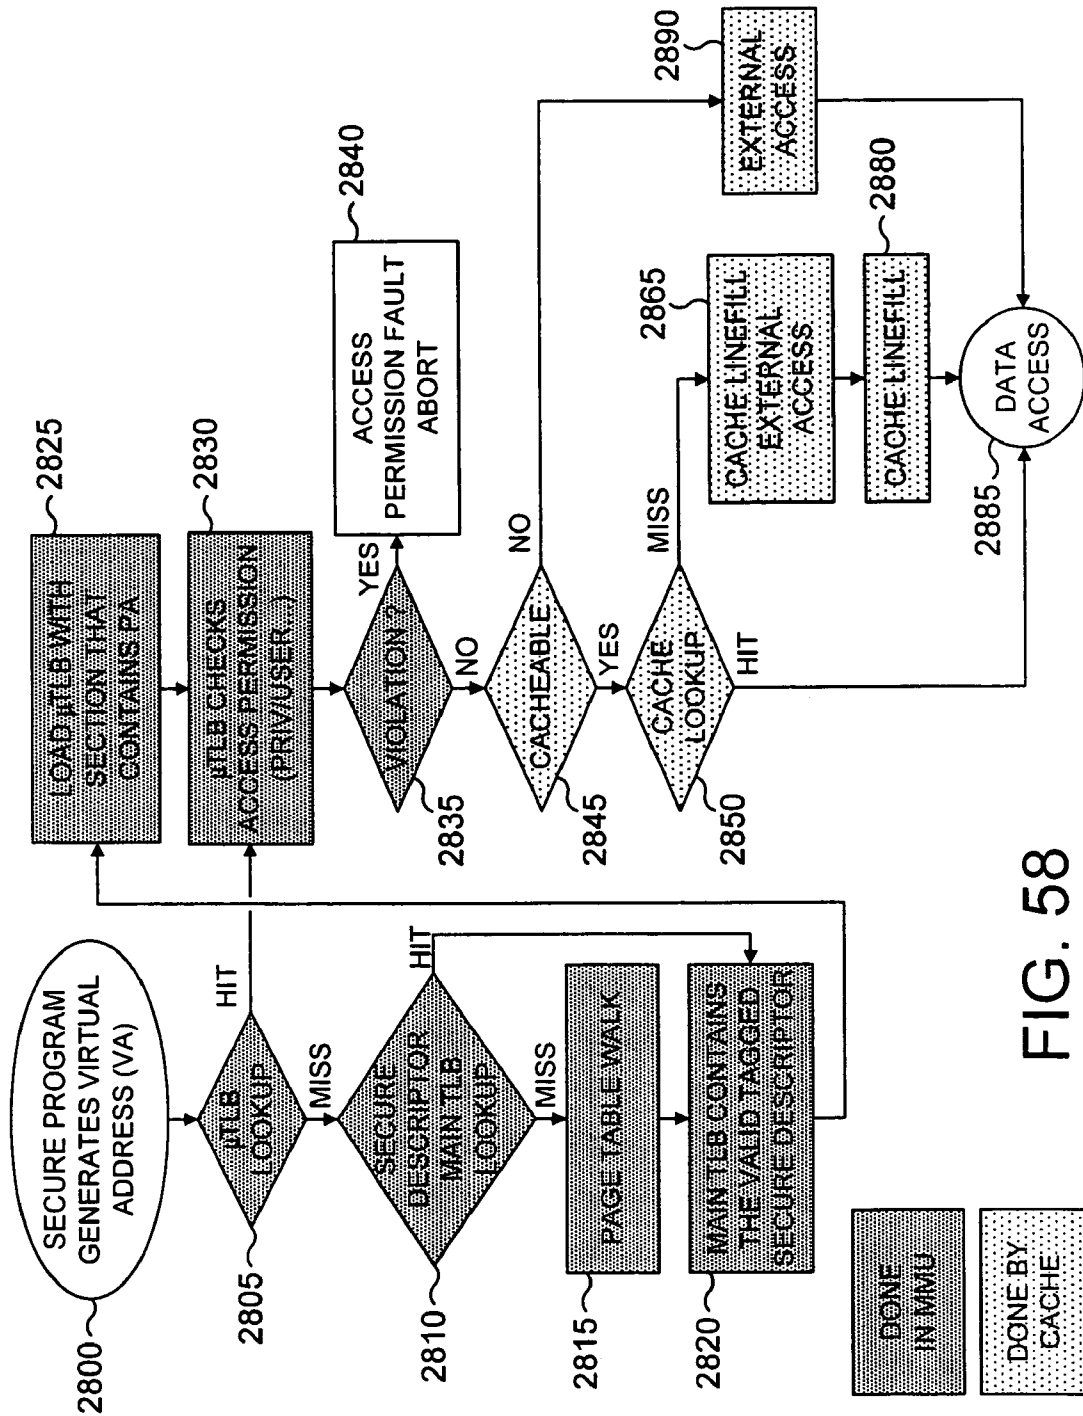 2800
SECURE PROGRAM
GENERATES VIRTUAL
ADDRESS (VA)
2805
µTLB
LOOKUP
HIT
MISS
2810
SECURE
DESCRIPTOR
MAIN TLB
LOOKUP
HIT
MISS
2815
PAGE TABLE WALK
2820
MAIN TLB CONTAINS
THE VALID TAGGED
SECURE DESCRIPTOR
2825
LOAD µTLB WITH
SECTION THAT
CONTAINS PA
2830
µTLB CHECKS
ACCESS PERMISSION
(PRIV/USER...)
2835
VIOLATION?
YES
NO
2840
ACCESS
PERMISSION FAULT
ABORT
2845
CACHEABLE
NO
YES
2850
CACHE
LOOKUP
MISS
HIT
2865
CACHE LINEFILL
EXTERNAL
ACCESS
2880
CACHE LINEFILL
2890
EXTERNAL
ACCESS
2885
DATA
ACCESS
DONE
IN MMU
DONE BY
CACHE
FIG. 58